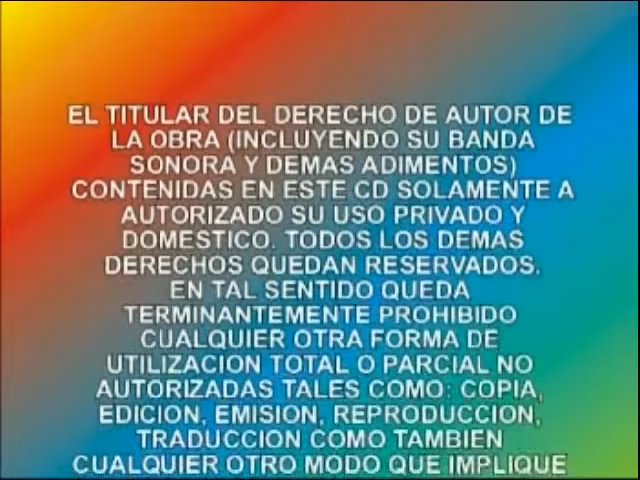 EL TITULAR DEL DERECHO DE AUTOR DE
LA OBRA (INCLUYENDO SU BANDA
SONORA Y DEMAS ADIMENTOS)
CONTENIDAS EN ESTE CD SOLAMENTE A
AUTORIZADO SU USO PRIVADO Y
DOMESTICO. TODOS LOS DEMAS
DERECHOS QUEDAN RESERVADOS.
EN TAL SENTIDO QUEDA
TERMINANTEMENTE PROHIBIDO
CUALQUIER OTRA FORMA DE
UTILIZACION TOTAL O PARCIAL NO
AUTORIZADAS TALES COMO: COPIA,
EDICION, EMISION, REPRODUCCION,
TRADUCCION COMO TAMBIEN
CUALQUIER OTRO MODO QUE IMPLIQUE